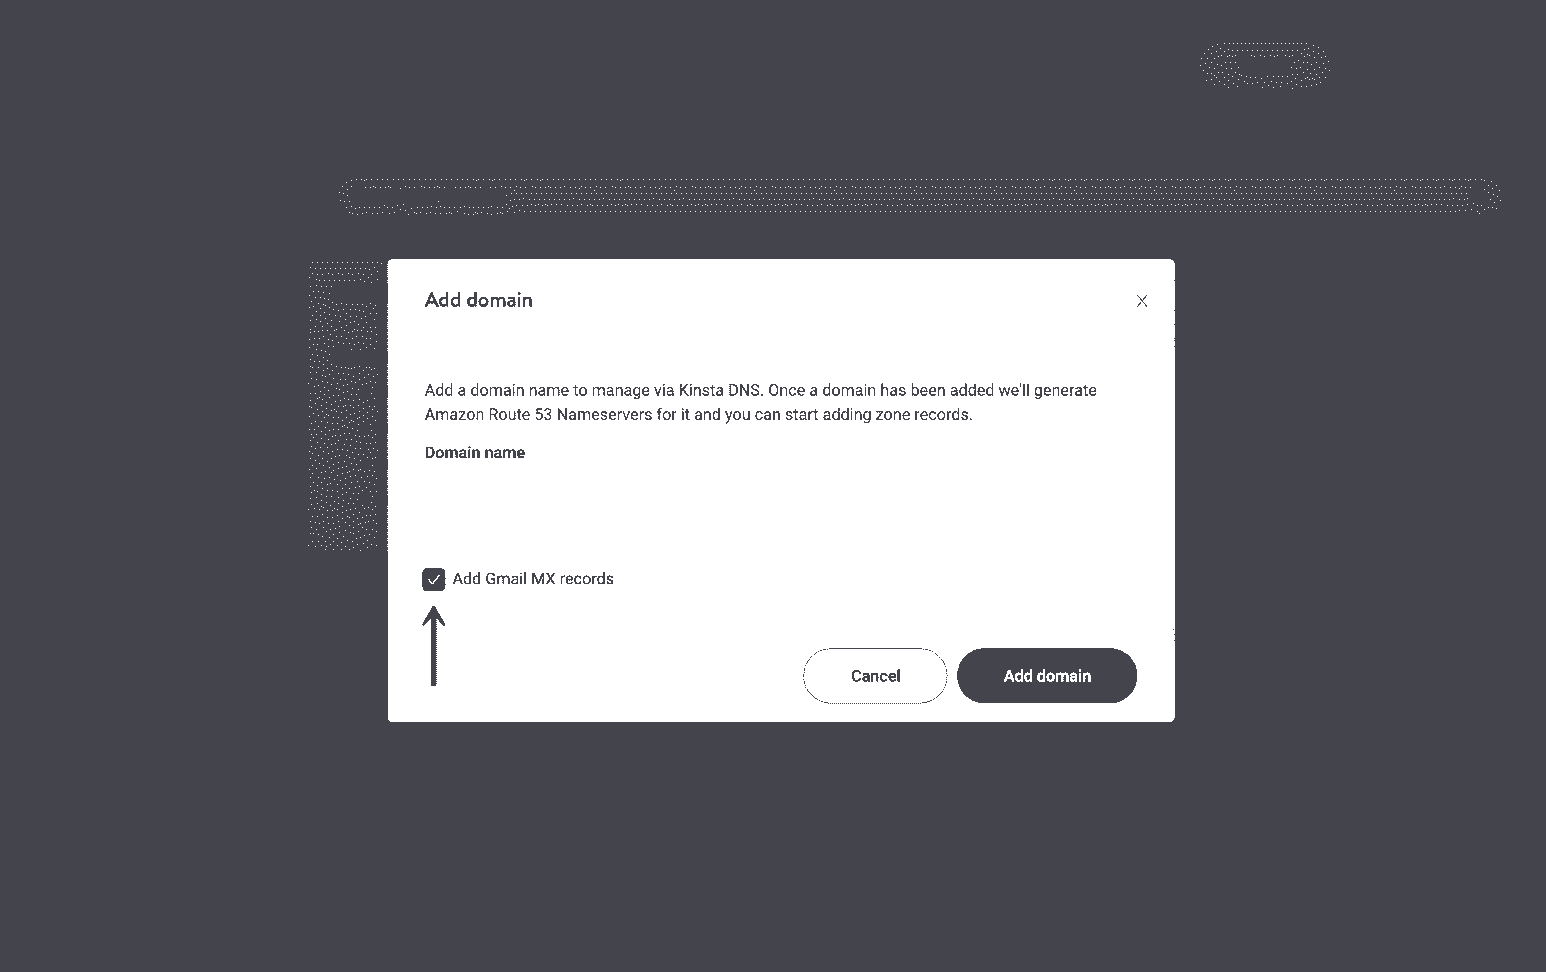 Add domain
Add a domain name to manage via Kinsta DNS. Once a domain has been added we'll generate
Amazon Route 53 Nameservers for it and you can start adding zone records.
Domain name
Add Gmail MX records
Cancel
Add domain